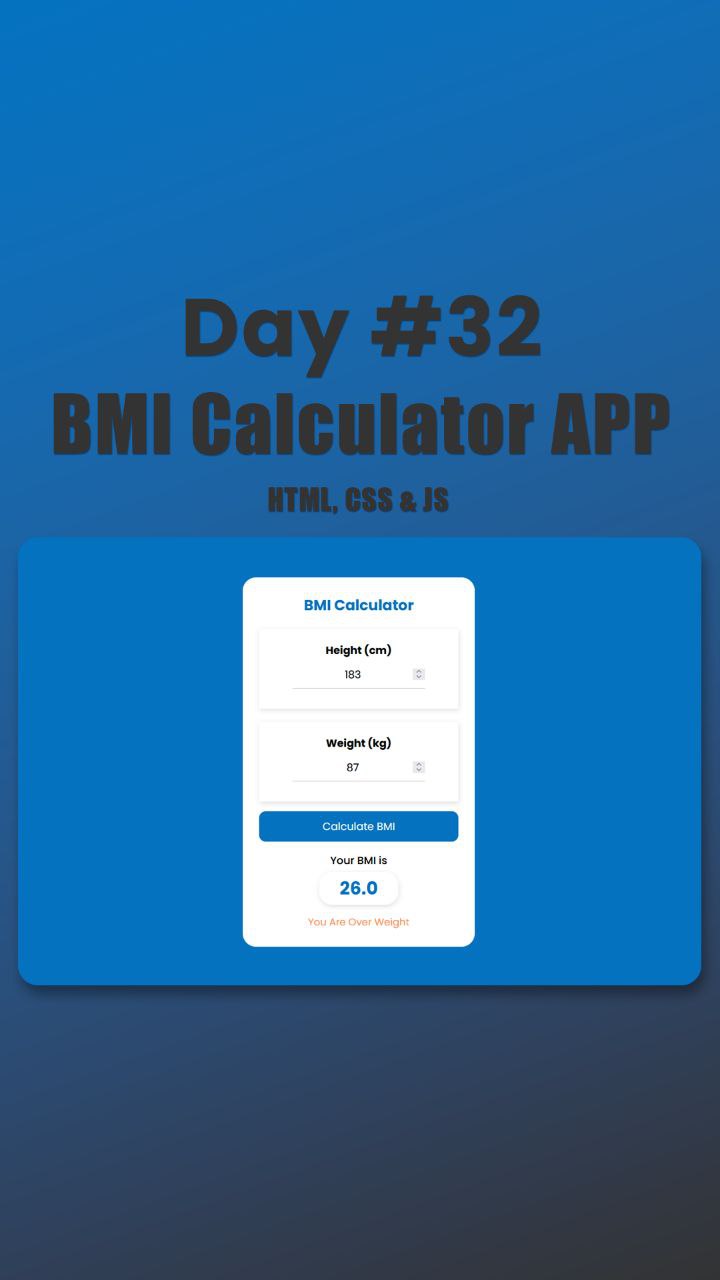 Day #32
BMI Calculator APP
HTML, CSS & JS
BMI Calculator
Height (cm)
183
Weight (kg)
87
Calculate BMI
Your BMI is
26.0
You Are Over Weight